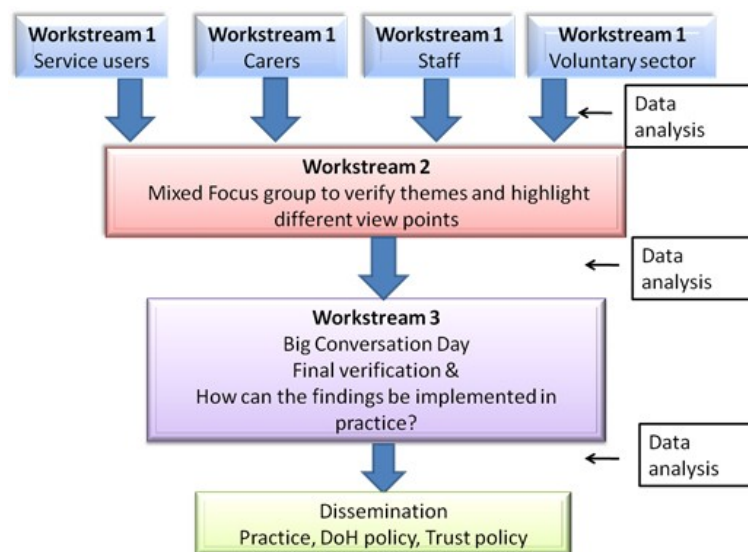 Workstream 1
Service users
Workstream 1
Carers
Workstream 1
Staff
Workstream 1
Voluntary sector
Data
analysis
Workstream 2
Mixed Focus group to verify themes and highlight
different view points
Data
analysis
Workstream 3
Big Conversation Day
Final verification &
How can the findings be implemented in
practice?
Data
analysis
Dissemination
Practice, DoH policy, Trust policy